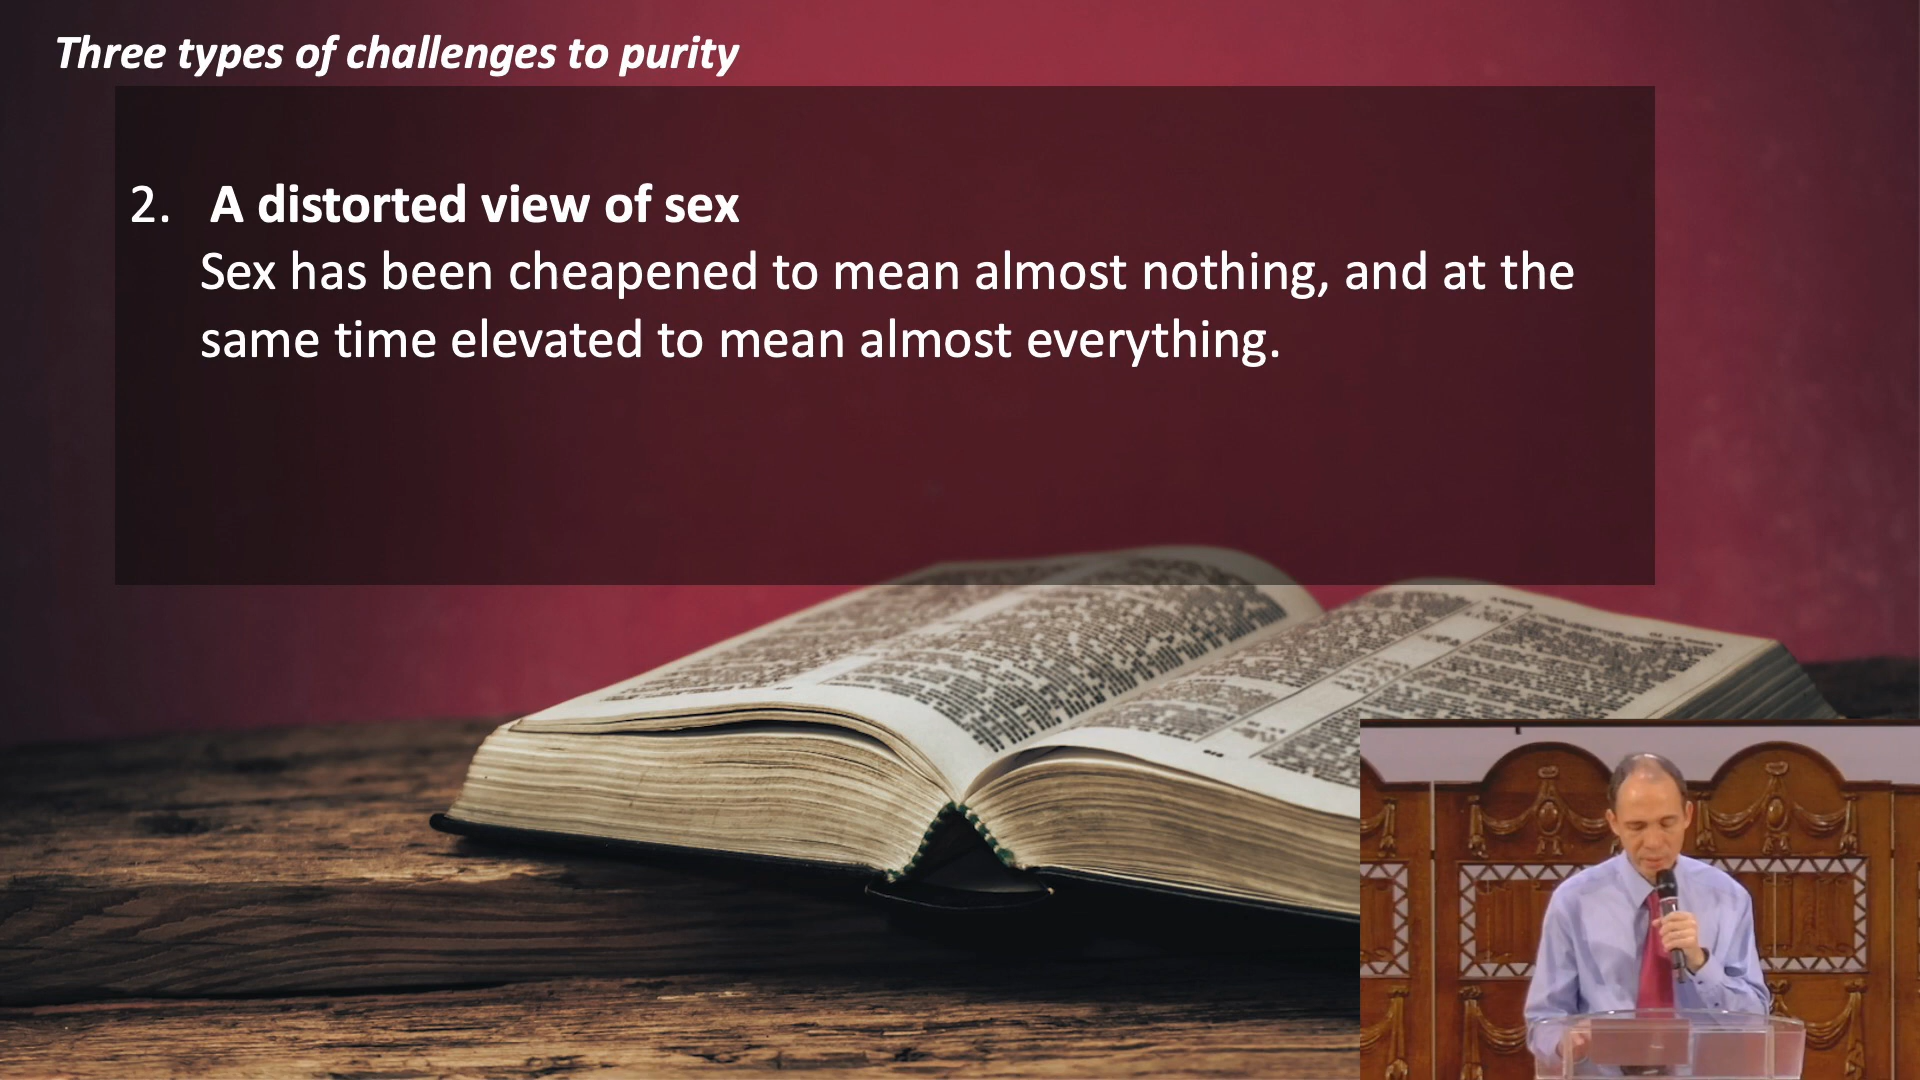 Three types of challenges to purity
2. A distorted view of sex
Sex has been cheapened to mean almost nothing, and at the
same time elevated to mean almost everything.